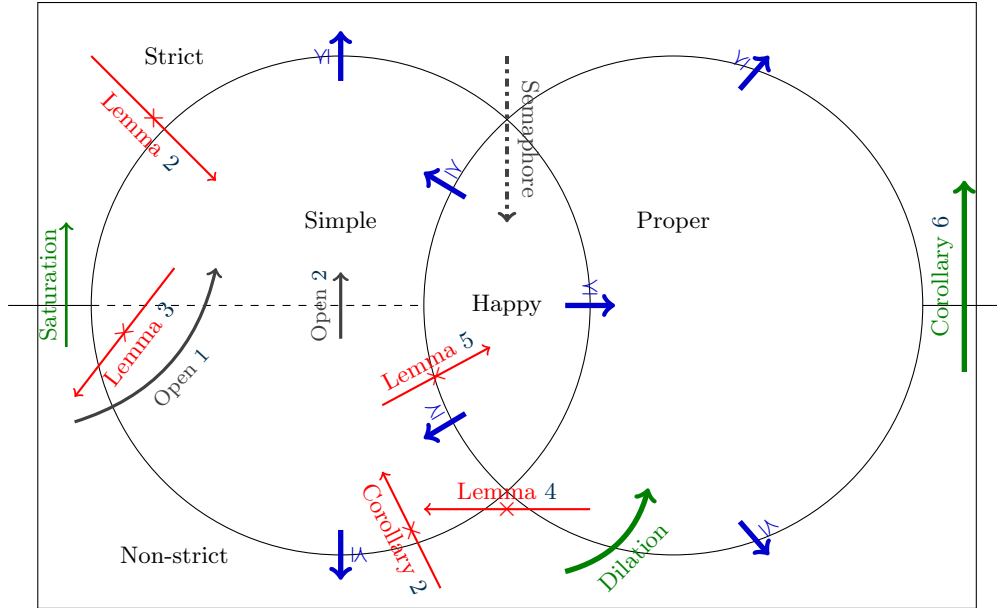 Strict
⪯
⪯
Lemma 2
Semaphore
⪯
Simple
Proper
Saturation
Open 2
Happy
⪯
Corollary 6
Lemma 3
Open 1
Lemma 5
⪯
Lemma 4
Corollary 2
Non-strict
⪯
Dilation
⪯